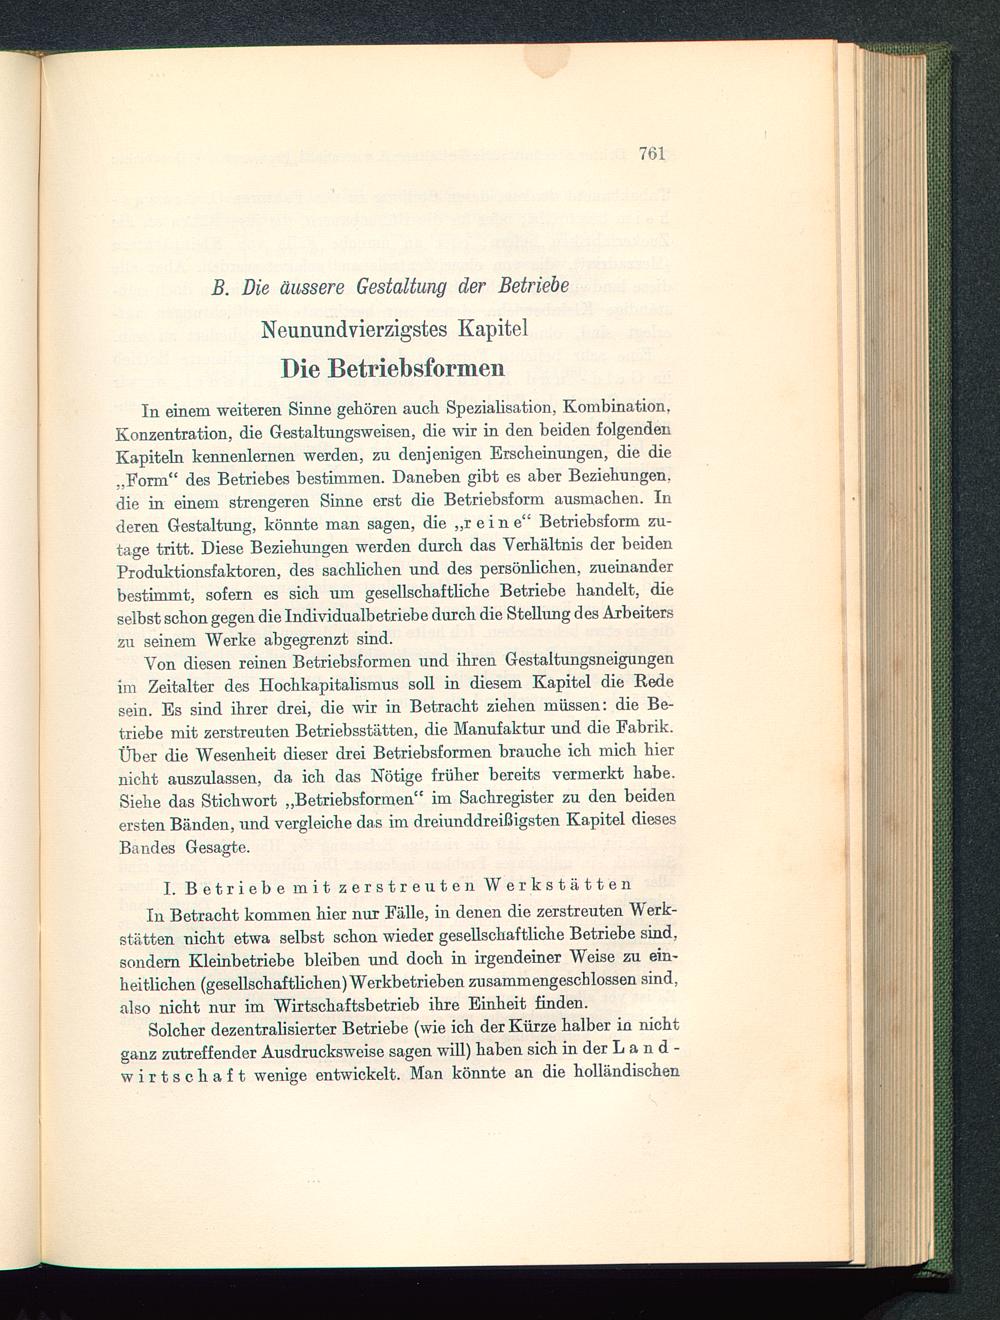 761
B. Die äussere Gestaltung der Betriebe
Neunundvierzigstes Kapitel
Die Betriebsformen
In einem weiteren Sinne gehören auch Spezialisation, Kombination,
Konzentration, die Gestaltungsweisen, die wir in den beiden folgenden
Kapiteln kennenlernen werden, zu denjenigen Erscheinungen, die die
„Form“ des Betriebes bestimmen. Daneben gibt es aber Beziehungen,
die in einem strengeren Sinne erst die Betriebsform ausmachen. In
deren Gestaltung, könnte man sagen, die „r e i n e“ Betriebsform zu-
tage tritt. Diese Beziehungen werden durch das Verhältnis der beiden
Produktionsfaktoren, des sachlichen und des persönlichen, zueinander
bestimmt, sofern es sich um gesellschaftliche Betriebe handelt, die
selbst schon gegen die Individualbetriebe durch die Stellung des Arbeiters
zu seinem Werke abgegrenzt sind.
Von diesen reinen Betriebsformen und ihren Gestaltungsneigungen
im Zeitalter des Hochkapitalismus soll in diesem Kapitel die Rede
sein. Es sind ihrer drei, die wir in Betracht ziehen müssen: die Be-
triebe mit zerstreuten Betriebsstätten, die Manufaktur und die Fabrik.
Über die Wesenheit dieser drei Betriebsformen brauche ich mich hier
nicht auszulassen, da ich das Nötige früher bereits vermerkt habe.
Siehe das Stichwort „Betriebsformen“ im Sachregister zu den beiden
ersten Bänden, und vergleiche das im dreiunddreißigsten Kapitel dieses
Bandes Gesagte.
I. B e t r i e b e m i t z e r s t r e u t e n W e r k s t ä t t e n
In Betracht kommen hier nur Fälle, in denen die zerstreuten Werk-
stätten nicht etwa selbst schon wieder gesellschaftliche Betriebe sind,
sondern Kleinbetriebe bleiben und doch in irgendeiner Weise zu ein-
heitlichen (gesellschaftlichen) Werkbetrieben zusammengeschlossen sind,
also nicht nur im Wirtschaftsbetrieb ihre Einheit finden.
Solcher dezentralisierter Betriebe (wie ich der Kürze halber in nicht
ganz zutreffender Ausdrucksweise sagen will) haben sich in der L a n d -
w i r t s c h a f t wenige entwickelt. Man könnte an die holländischen